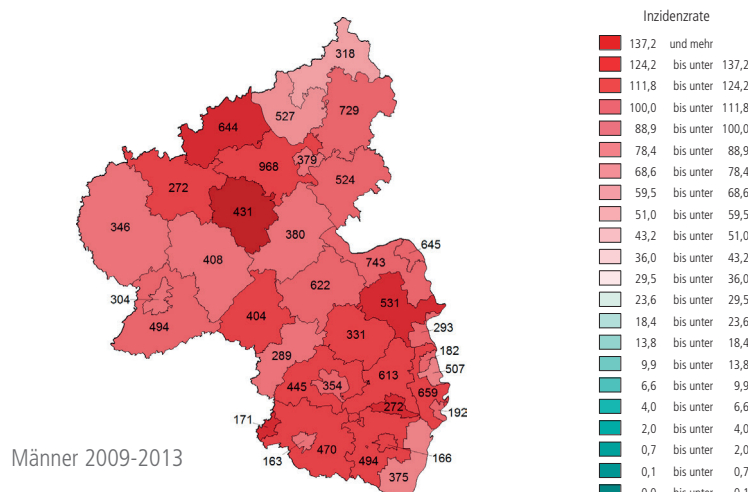 Inzidenzrate
137,2 und mehr
124,2 bis unter 137,2
111,8 bis unter 124,2
100,0 bis unter 111,8
88,9 bis unter 100,0
78,4 bis unter 88,9
68,6 bis unter 78,4
59,5 bis unter 68,6
51,0 bis unter 59,5
43,2 bis unter 51,0
36,0 bis unter 43,2
29,5 bis unter 36,0
23,6 bis unter 29,5
18,4 bis unter 23,6
13,8 bis unter 18,4
9,9 bis unter 13,8
6,6 bis unter 9,9
4,0 bis unter 6,6
2,0 bis unter 4,0
0,7 bis unter 2,0
0,1 bis unter 0,7
0,0 bis unter 0,1
318
527
729
644
968
379
524
272
431
346
380
408
645
743
622
304
531
494
404
331
293
289
182
507
445
354
613
659
272
192
171
163
470
494
166
375
Männer 2009-2013